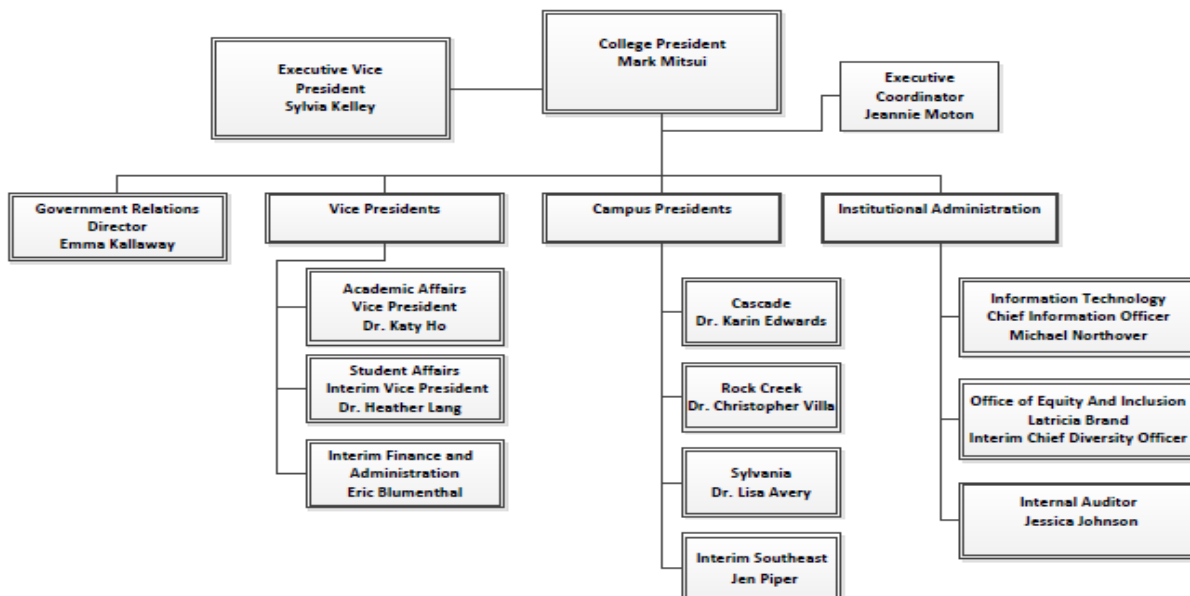 College President
Mark Mitsui
Executive Vice
President
Sylvia Kelley
Executive
Coordinator
Jeannie Moton
Government Relations
Director
Emma Kallaway
Vice Presidents
Campus Presidents
Institutional Administration
Academic Affairs
Vice President
Dr. Katy Ho
Student Affairs
Interim Vice President
Dr. Heather Lang
Interim Finance and
Administration
Eric Blumenthal
Cascade
Dr. Karin Edwards
Rock Creek
Dr. Christopher Villa
Sylvania
Dr. Lisa Avery
Interim Southeast
Jen Piper
Information Technology
Chief Information Officer
Michael Northover
Office of Equity And Inclusion
Latricia Brand
Interim Chief Diversity Officer
Internal Auditor
Jessica Johnson